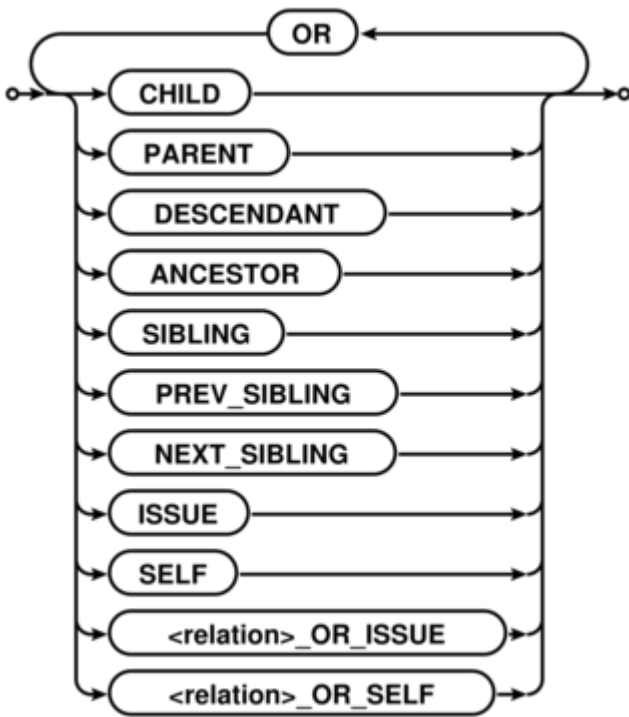 OR
CHILD
PARENT
DESCENDANT
ANCESTOR
SIBLING
PREV_SIBLING
NEXT_SIBLING
ISSUE
SELF
<relation>_OR_ISSUE
<relation>_OR_SELF